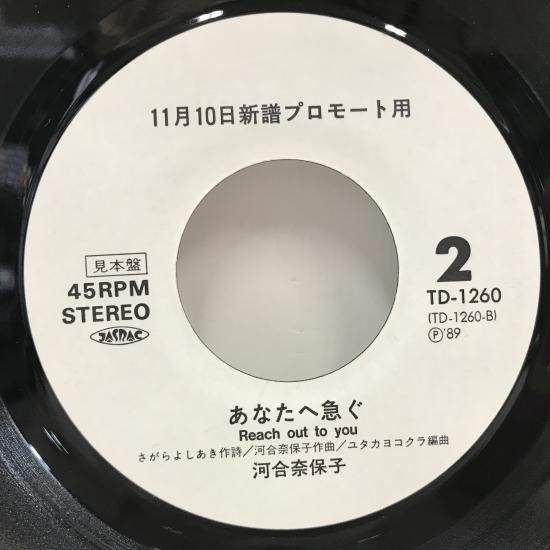 11月10日新譜プロモート用
見本盤
45RPM
STEREO
JASRAC
2
TD-1260
(TD-1260-B)
Ⓟ'89
あなたへ急ぐ
Reach out to you
さがらよしあき作詩/河合奈保子作曲/ユタカヨコクラ編曲
河合奈保子